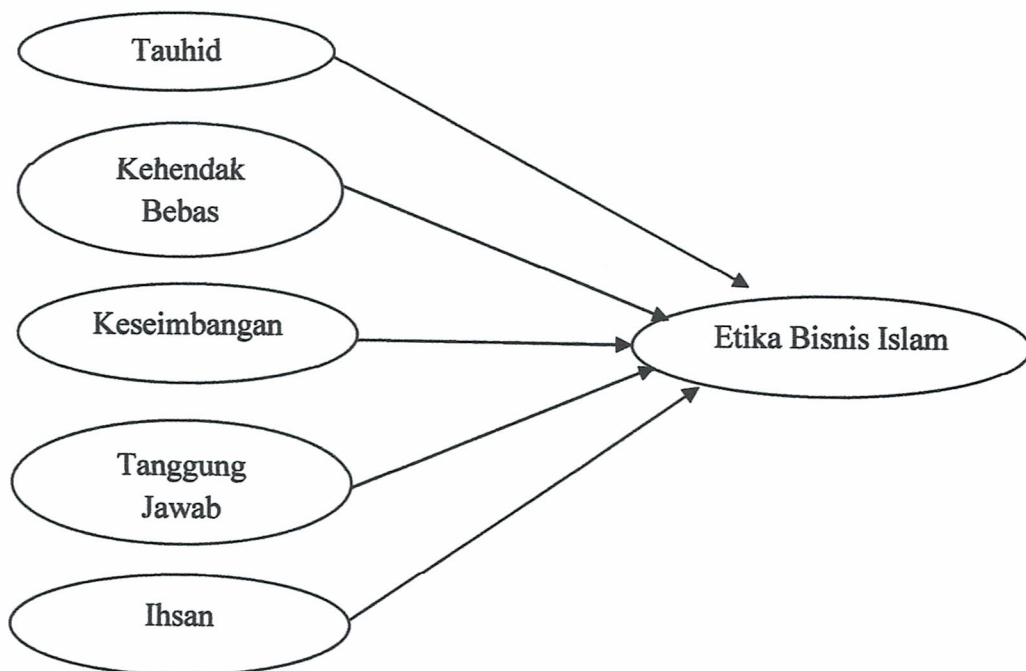 Tauhid
Kehendak
Bebas
Keseimbangan
Etika Bisnis Islam
Tanggung
Jawab
Ihsan